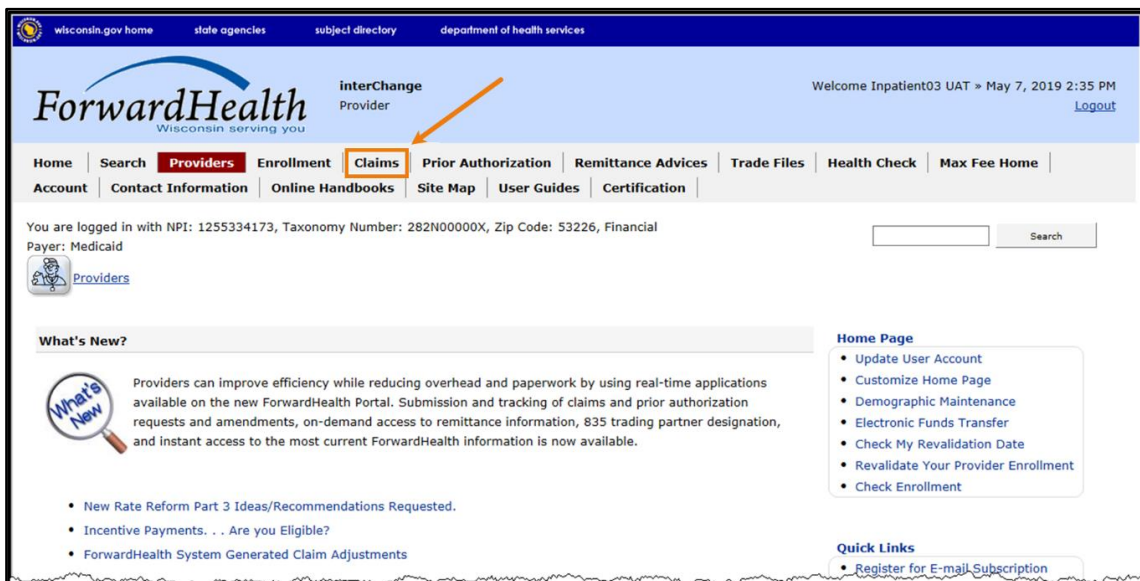 wisconsin.gov home state agencies subject directory department of health services
ForwardHealth
Wisconsin serving you
interChange
Provider
Welcome Inpatient03 UAT » May 7, 2019 2:35 PM
Logout
Home Search Providers Enrollment Claims Prior Authorization Remittance Advices Trade Files Health Check Max Fee Home
Account Contact Information Online Handbooks Site Map User Guides Certification
You are logged in with NPI: 1255334173, Taxonomy Number: 282N00000X, Zip Code: 53226, Financial
Payer: Medicaid
Search
Providers
What's New?
What's
New
Providers can improve efficiency while reducing overhead and paperwork by using real-time applications
available on the new ForwardHealth Portal. Submission and tracking of claims and prior authorization
requests and amendments, on-demand access to remittance information, 835 trading partner designation,
and instant access to the most current ForwardHealth information is now available.
• New Rate Reform Part 3 Ideas/Recommendations Requested.
• Incentive Payments. . . Are you Eligible?
• ForwardHealth System Generated Claim Adjustments
Home Page
• Update User Account
• Customize Home Page
• Demographic Maintenance
• Electronic Funds Transfer
• Check My Revalidation Date
• Revalidate Your Provider Enrollment
• Check Enrollment
Quick Links
• Register for E-mail Subscription